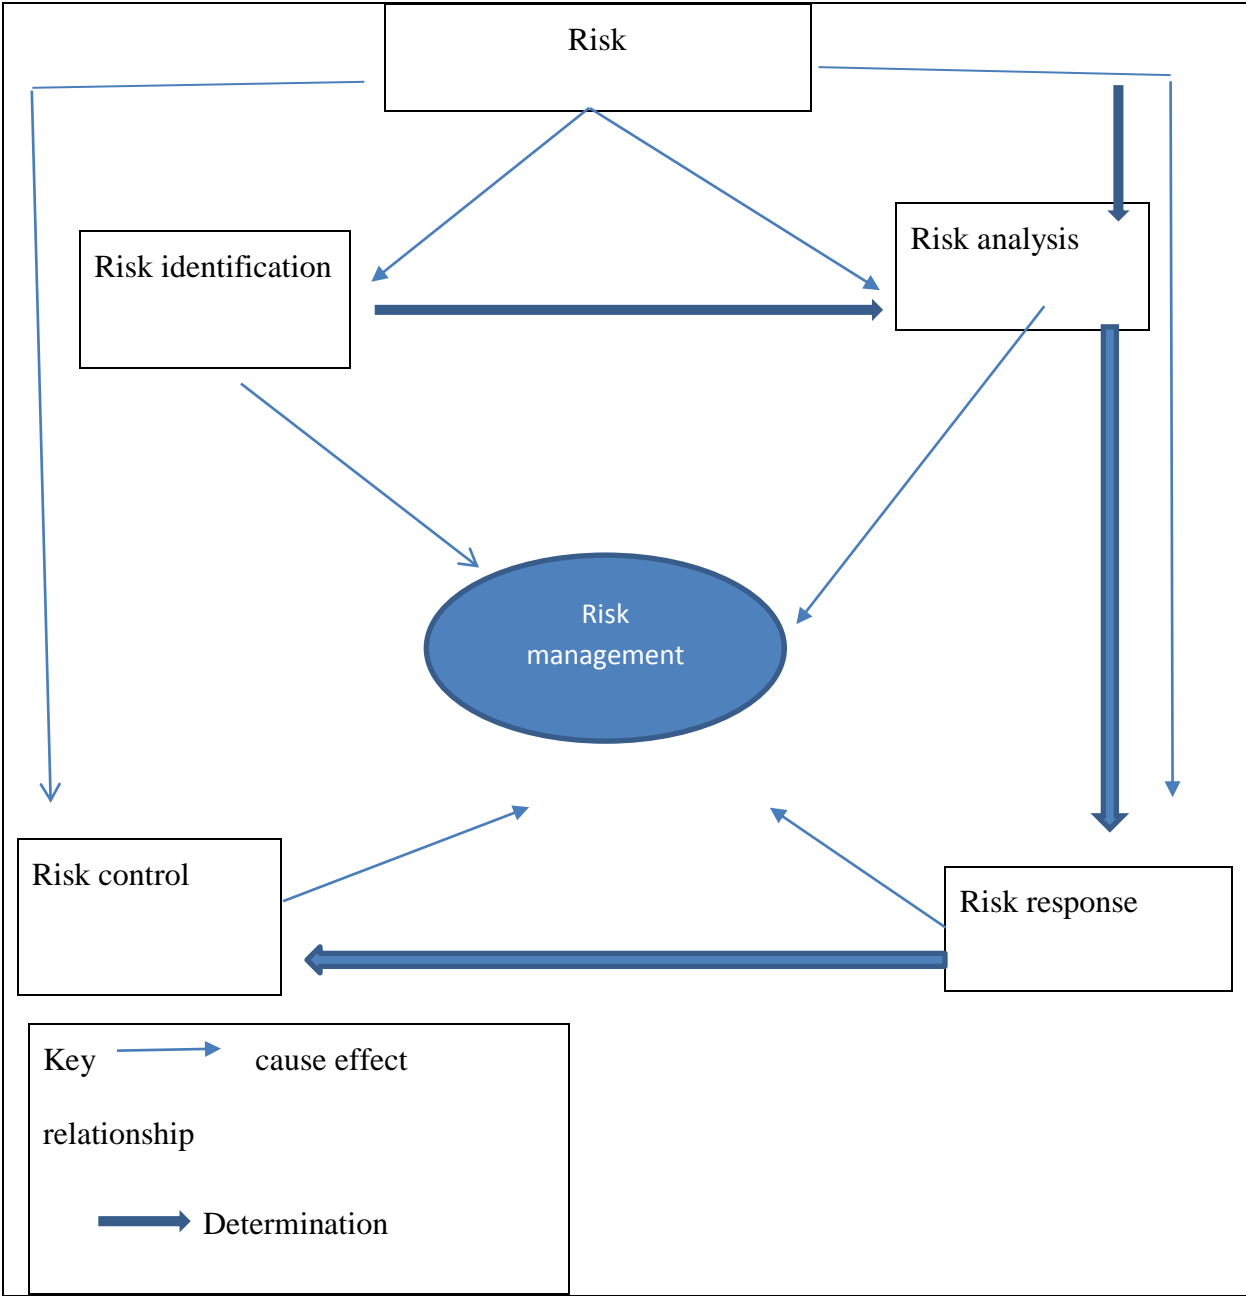 Risk
Risk identification
Risk analysis
Risk
management
Risk control
Risk response
Key cause effect
relationship
Determination